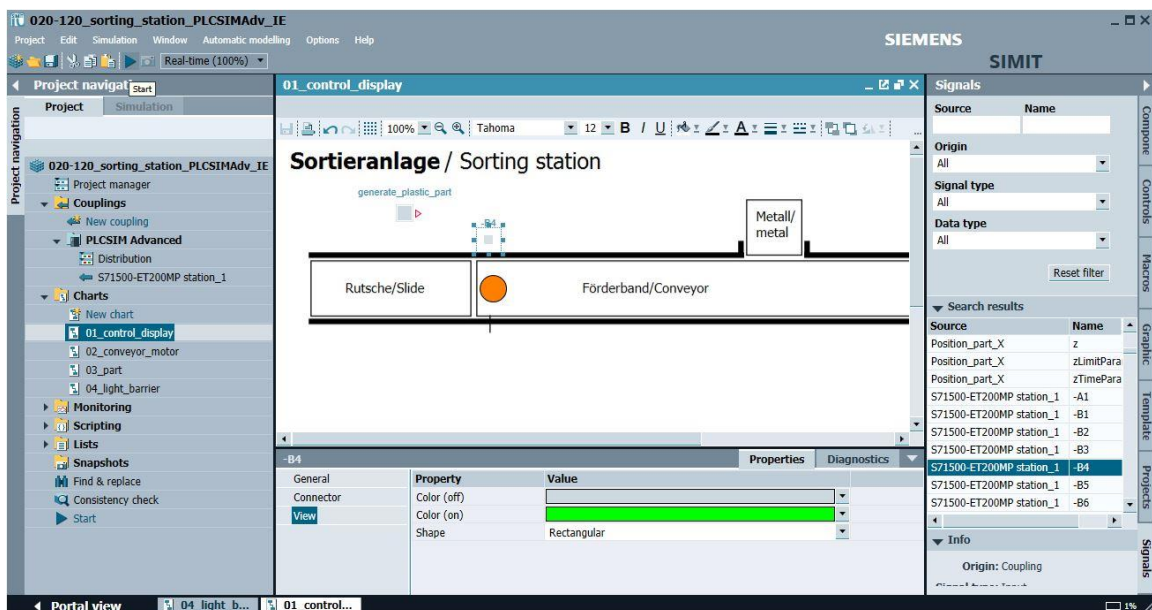 020-120_sorting_station_PLCSIMAdv_IE
Project Edit Simulation Window Automatic modelling Options Help
SIEMENS
SIMIT
Real-time (100%)
Start
Project navigat
Project Simulation
Project navigation
020-120_sorting_station_PLCSIMAdv_IE
Project manager
Couplings
New coupling
PLCSIM Advanced
Distribution
S71500-ET200MP station_1
Charts
New chart
01_control_display
02_conveyor_motor
03_part
04_light_barrier
Monitoring
Scripting
Lists
Snapshots
Find & replace
Consistency check
Start
01_control_display
100% Tahoma 12 B I U A
Sortieranlage / Sorting station
generate_plastic_part
-B4
Metall/
metal
Rutsche/Slide
Förderband/Conveyor
-B4
Properties Diagnostics
General
Connector
View
Property Value
Color (off)
Color (on)
Shape Rectangular
Signals
Source Name
Origin
All
Signal type
All
Data type
All
Reset filter
Search results
Source Name
Position_part_X z
Position_part_X zLimitPara
Position_part_X zTimePara
S71500-ET200MP station_1 -A1
S71500-ET200MP station_1 -B1
S71500-ET200MP station_1 -B2
S71500-ET200MP station_1 -B3
S71500-ET200MP station_1 -B4
S71500-ET200MP station_1 -B5
S71500-ET200MP station_1 -B6
Info
Origin: Coupling
Compone
Controls
Macros
Graphic
Template
Projects
Signals
Portal view
04_light_b...
01_control...
1%